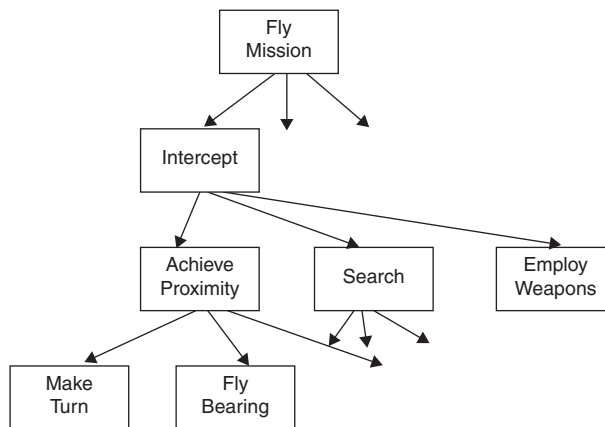 Fly
Mission
Intercept
Achieve
Proximity
Search
Employ
Weapons
Make
Turn
Fly
Bearing